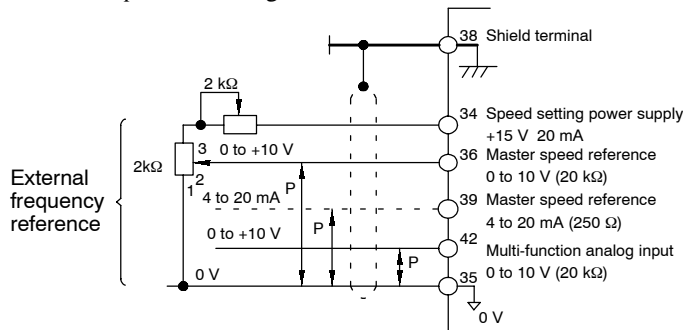 38 Shield terminal
2 kΩ
34 Speed setting power supply
+15 V 20 mA
3 0 to +10 V
36 Master speed reference
0 to 10 V (20 kΩ)
2kΩ
1 2
P
External
frequency
reference
4 to 20 mA
P
39 Master speed reference
4 to 20 mA (250 Ω)
0 to +10 V
42 Multi-function analog input
0 to 10 V (20 kΩ)
P
0 V
35
0 V